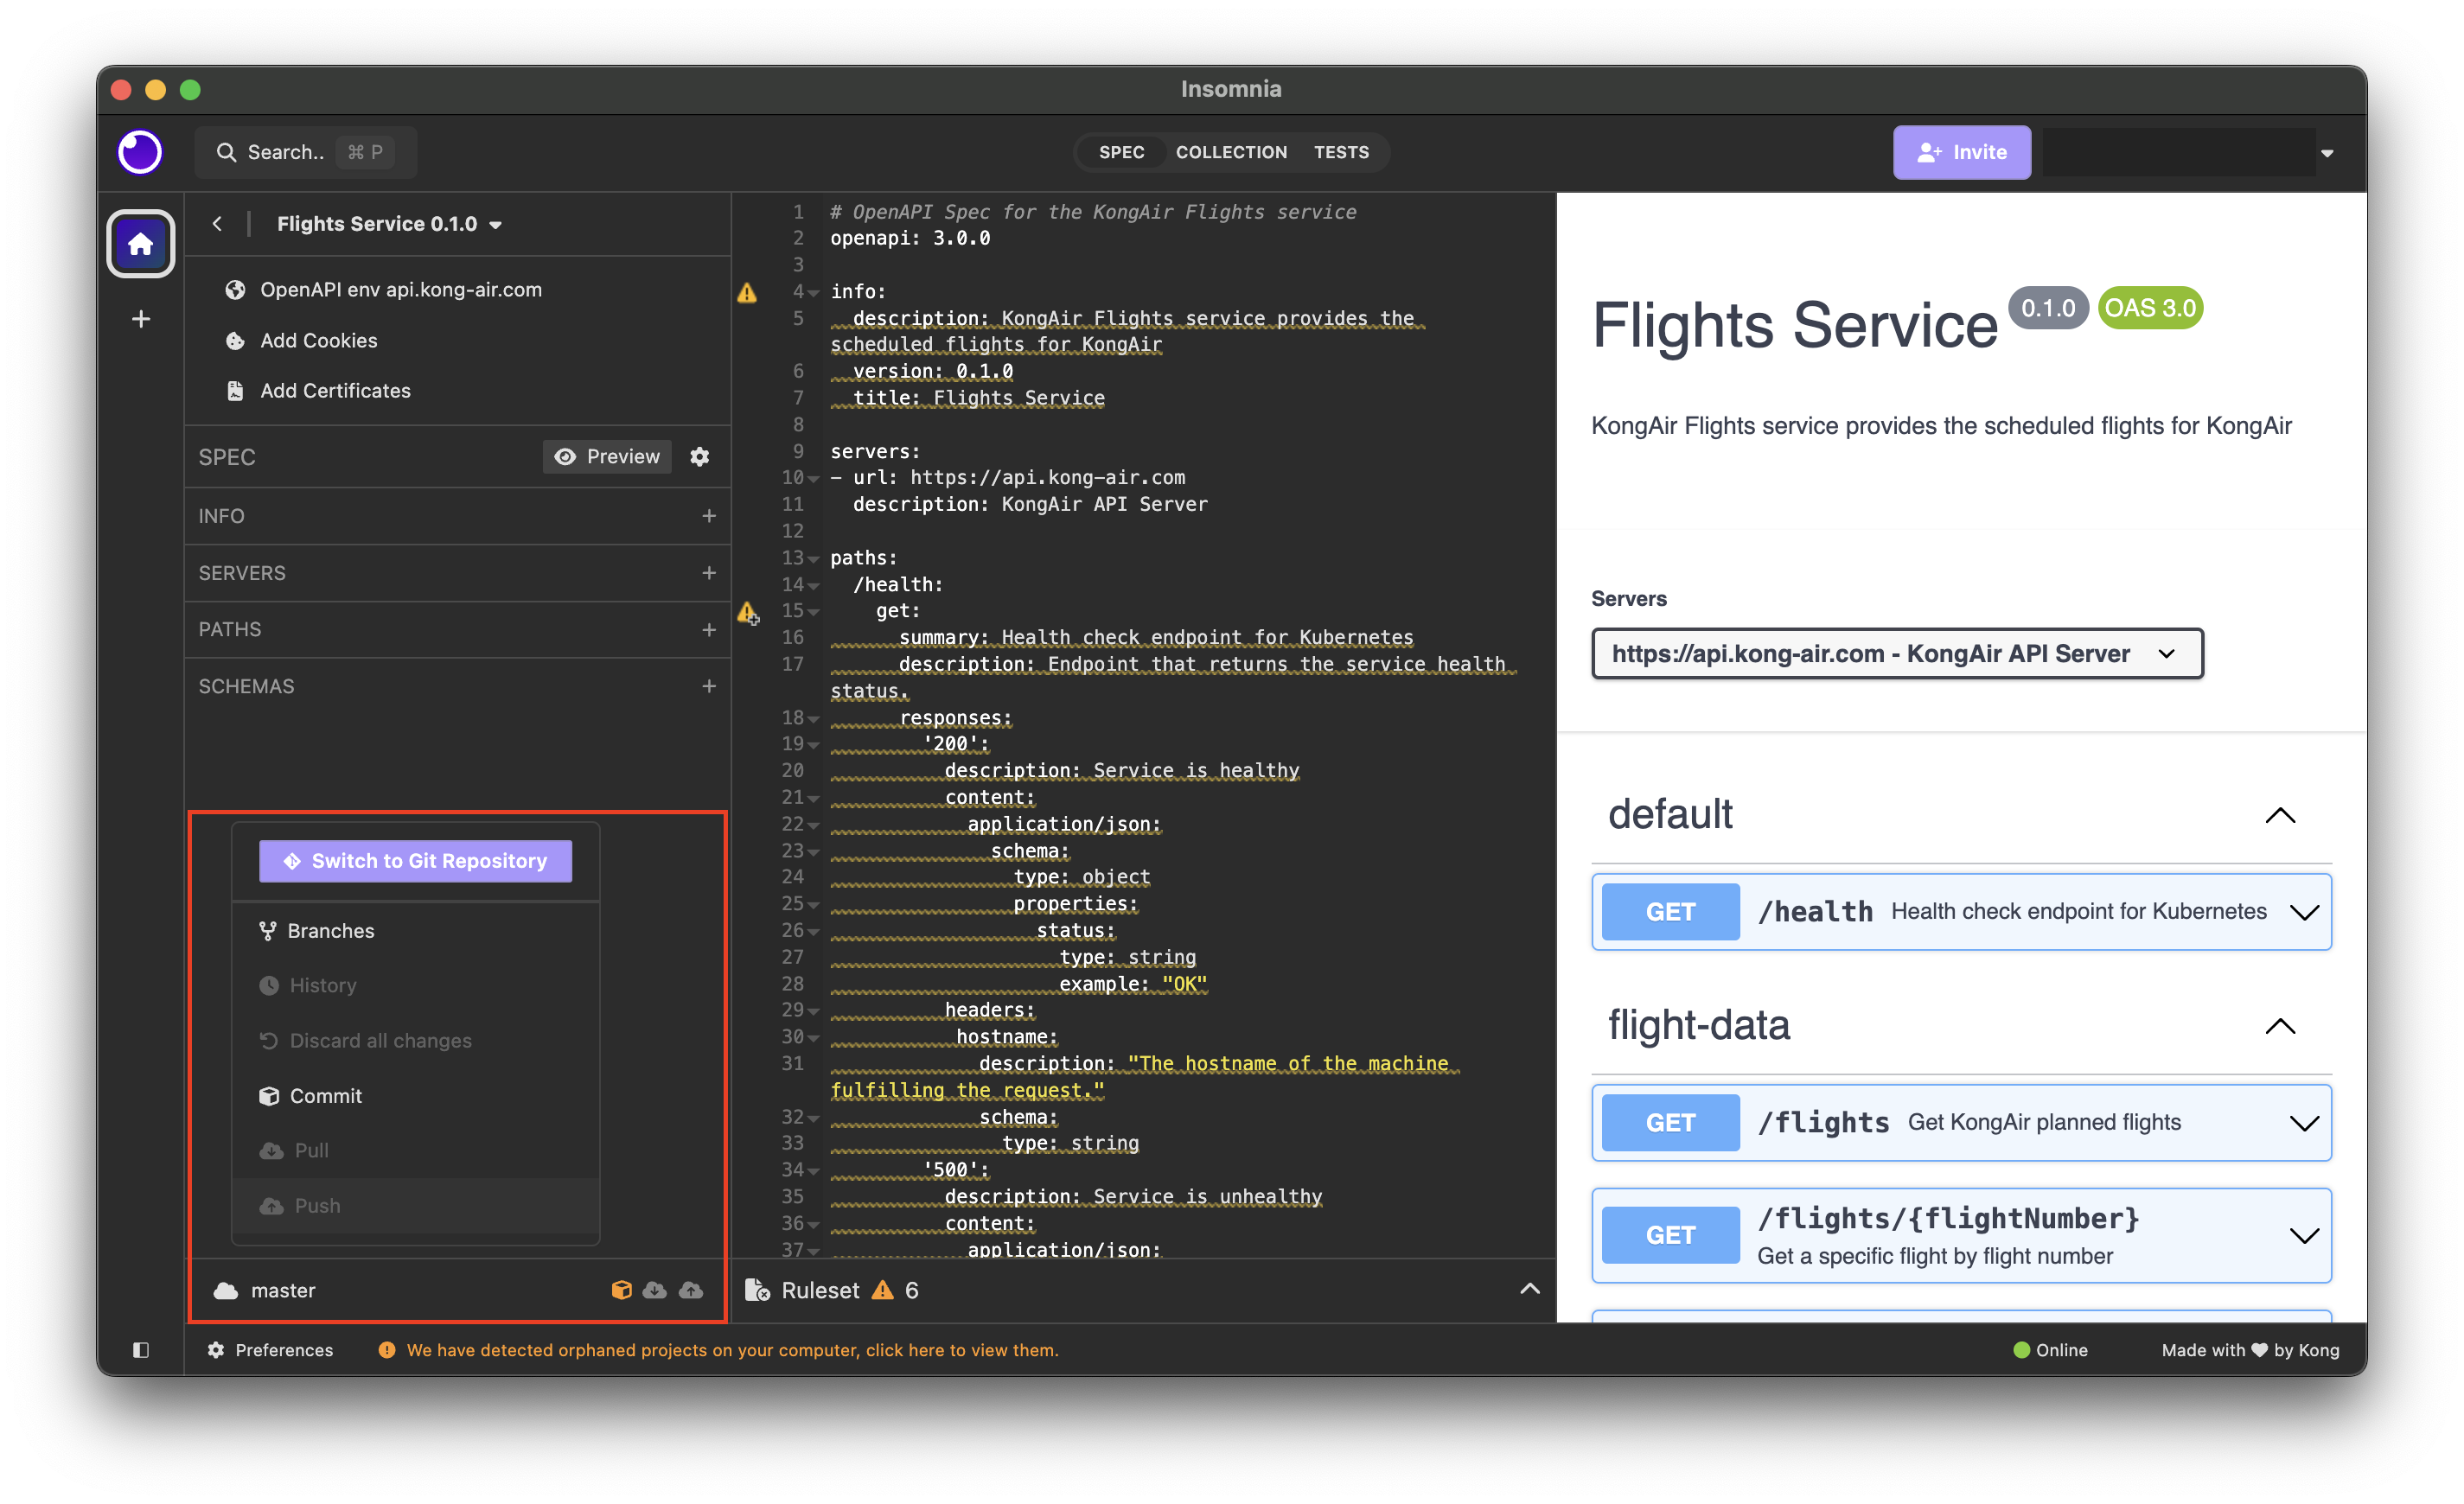 Insomnia
Search.. ⌘ P
SPEC COLLECTION TESTS
Invite
Flights Service 0.1.0
OpenAPI env api.kong-air.com
Add Cookies
Add Certificates
SPEC Preview
INFO
SERVERS
PATHS
SCHEMAS
Switch to Git Repository
Branches
History
Discard all changes
Commit
Pull
Push
master
1 # OpenAPI Spec for the KongAir Flights service
2 openapi: 3.0.0
3
4 info:
5 description: KongAir Flights service provides the
scheduled flights for KongAir
6 version: 0.1.0
7 title: Flights Service
8
9 servers:
10 - url: https://api.kong-air.com
11 description: KongAir API Server
12
13 paths:
14 /health:
15 get:
16 summary: Health check endpoint for Kubernetes
17 description: Endpoint that returns the service health
status.
18 responses:
19 '200':
20 description: Service is healthy
21 content:
22 application/json:
23 schema:
24 type: object
25 properties:
26 status:
27 type: string
28 example: "OK"
29 headers:
30 hostname:
31 description: "The hostname of the machine
fulfilling the request."
32 schema:
33 type: string
34 '500':
35 description: Service is unhealthy
36 content:
37 application/json:
Ruleset 6
Flights Service 0.1.0 OAS 3.0
KongAir Flights service provides the scheduled flights for KongAir
Servers
https://api.kong-air.com - KongAir API Server
default
GET /health Health check endpoint for Kubernetes
flight-data
GET /flights Get KongAir planned flights
GET /flights/{flightNumber}
Get a specific flight by flight number
Preferences
We have detected orphaned projects on your computer, click here to view them.
Online
Made with ♥ by Kong